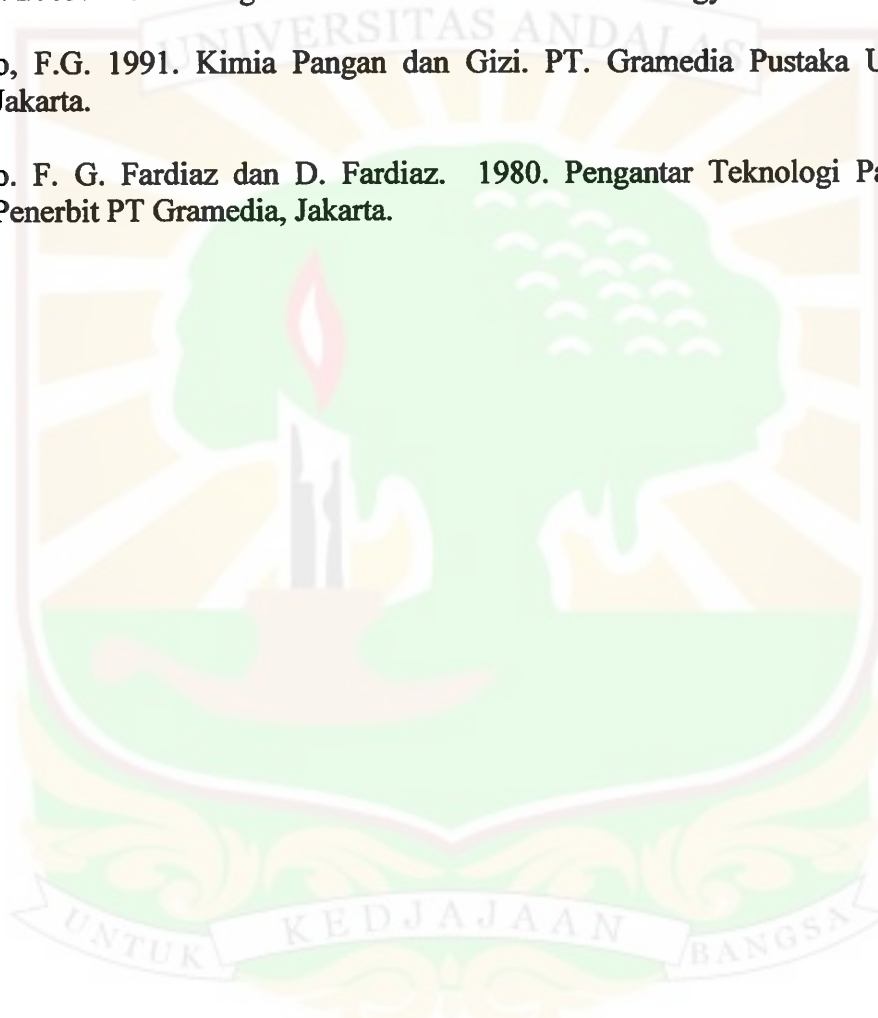 UNIVERSITAS ANDALAS
o, F.G. 1991. Kimia Pangan dan Gizi. PT. Gramedia Pustaka U
Jakarta.
o. F. G. Fardiaz dan D. Fardiaz. 1980. Pengantar Teknologi Pa
Penerbit PT Gramedia, Jakarta.
UNTUK KEDJAJAAN BANGSA